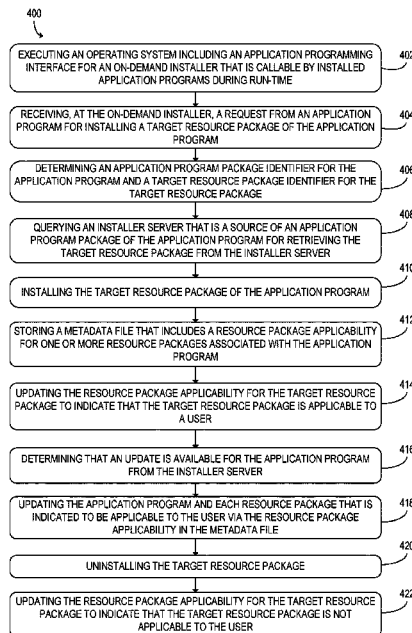 400
EXECUTING AN OPERATING SYSTEM INCLUDING AN APPLICATION PROGRAMMING
INTERFACE FOR AN ON-DEMAND INSTALLER THAT IS CALLABLE BY INSTALLED
APPLICATION PROGRAMS DURING RUN-TIME
402
RECEIVING, AT THE ON-DEMAND INSTALLER, A REQUEST FROM AN APPLICATION
PROGRAM FOR INSTALLING A TARGET RESOURCE PACKAGE OF THE APPLICATION
PROGRAM
404
DETERMINING AN APPLICATION PROGRAM PACKAGE IDENTIFIER FOR THE
APPLICATION PROGRAM AND A TARGET RESOURCE PACKAGE IDENTIFIER FOR THE
TARGET RESOURCE PACKAGE
406
QUERYING AN INSTALLER SERVER THAT IS A SOURCE OF AN APPLICATION
PROGRAM PACKAGE OF THE APPLICATION PROGRAM FOR RETRIEVING THE
TARGET RESOURCE PACKAGE FROM THE INSTALLER SERVER
408
INSTALLING THE TARGET RESOURCE PACKAGE OF THE APPLICATION PROGRAM
410
STORING A METADATA FILE THAT INCLUDES A RESOURCE PACKAGE APPLICABILITY
FOR ONE OR MORE RESOURCE PACKAGES ASSOCIATED WITH THE APPLICATION
PROGRAM
412
UPDATING THE RESOURCE PACKAGE APPLICABILITY FOR THE TARGET RESOURCE
PACKAGE TO INDICATE THAT THE TARGET RESOURCE PACKAGE IS APPLICABLE TO
A USER
414
DETERMINING THAT AN UPDATE IS AVAILABLE FOR THE APPLICATION PROGRAM
FROM THE INSTALLER SERVER
416
UPDATING THE APPLICATION PROGRAM AND EACH RESOURCE PACKAGE THAT IS
INDICATED TO BE APPLICABLE TO THE USER VIA THE RESOURCE PACKAGE
APPLICABILITY IN THE METADATA FILE
418
UNINSTALLING THE TARGET RESOURCE PACKAGE
420
UPDATING THE RESOURCE PACKAGE APPLICABILITY FOR THE TARGET RESOURCE
PACKAGE TO INDICATE THAT THE TARGET RESOURCE PACKAGE IS NOT
APPLICABLE TO THE USER
422